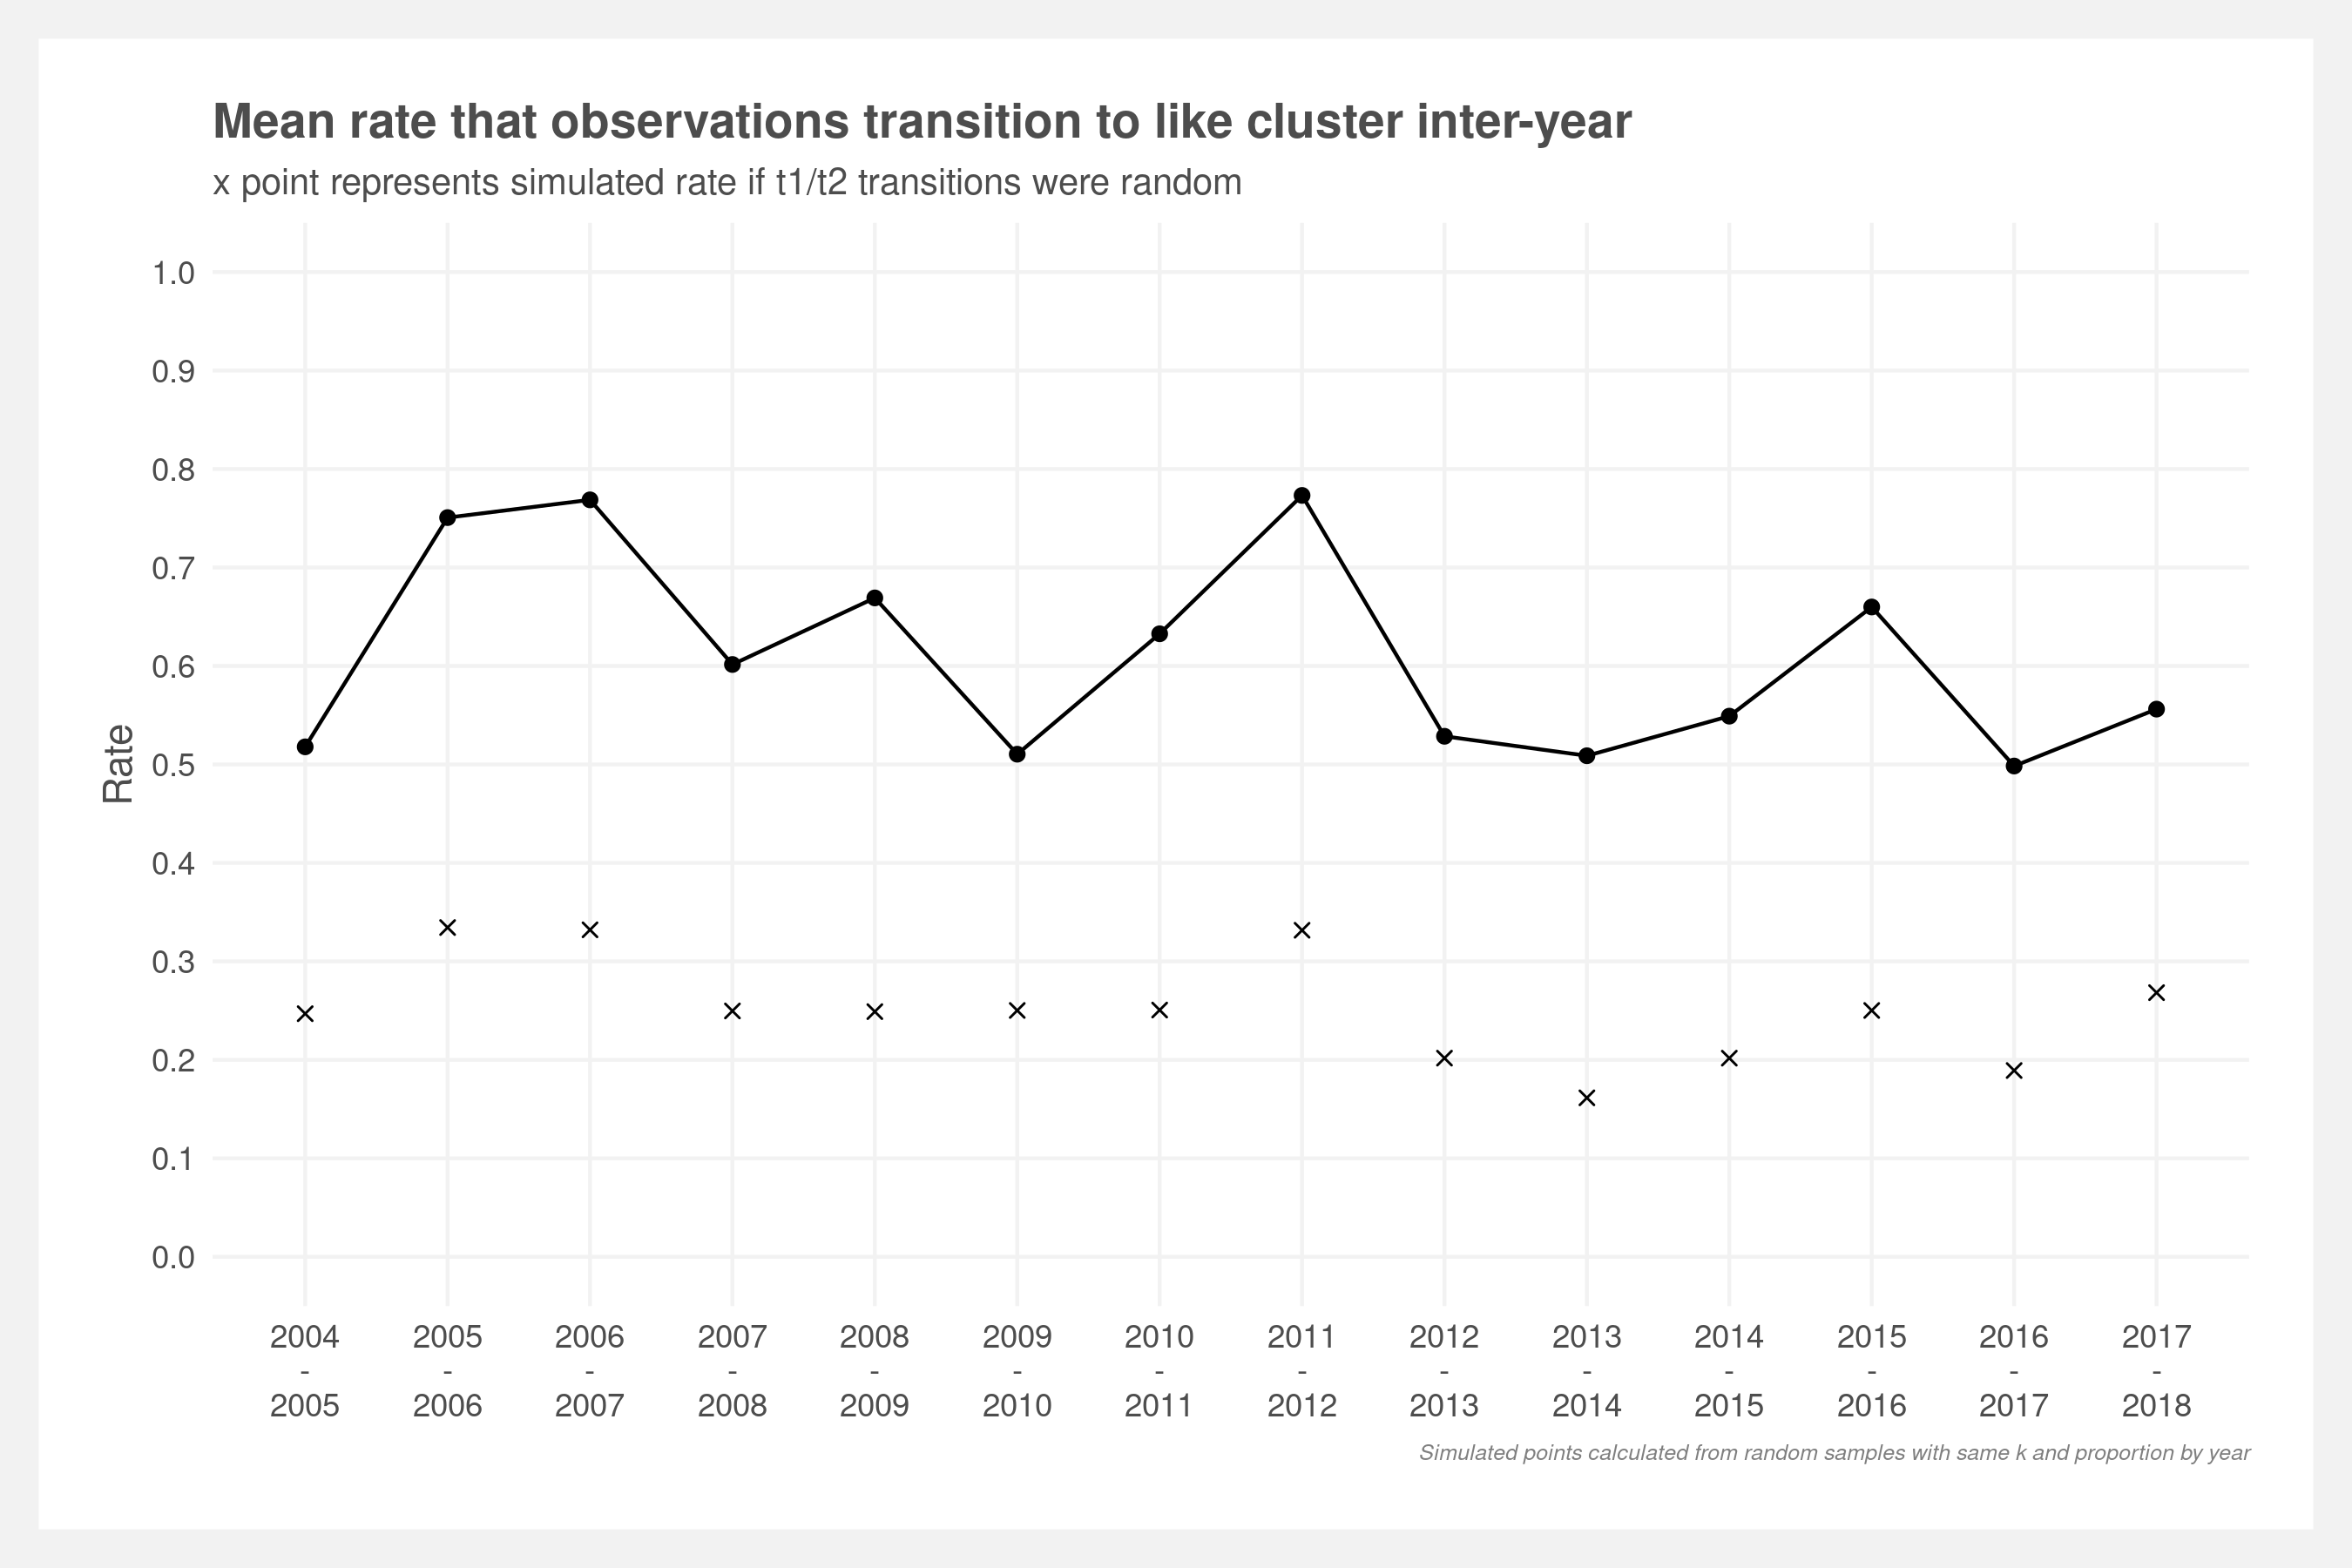 Mean rate that observations transition to like cluster inter-year
x point represents simulated rate if t1/t2 transitions were random
1.0
0.9
0.8
0.7
0.6
0.5
0.4
0.3
0.2
0.1
0.0
Rate
2004 2005 2006 2007 2008 2009 2010 2011 2012 2013 2014 2015 2016 2017
- - - - - - - - - - - - - -
2005 2006 2007 2008 2009 2010 2011 2012 2013 2014 2015 2016 2017 2018
Simulated points calculated from random samples with same k and proportion by year